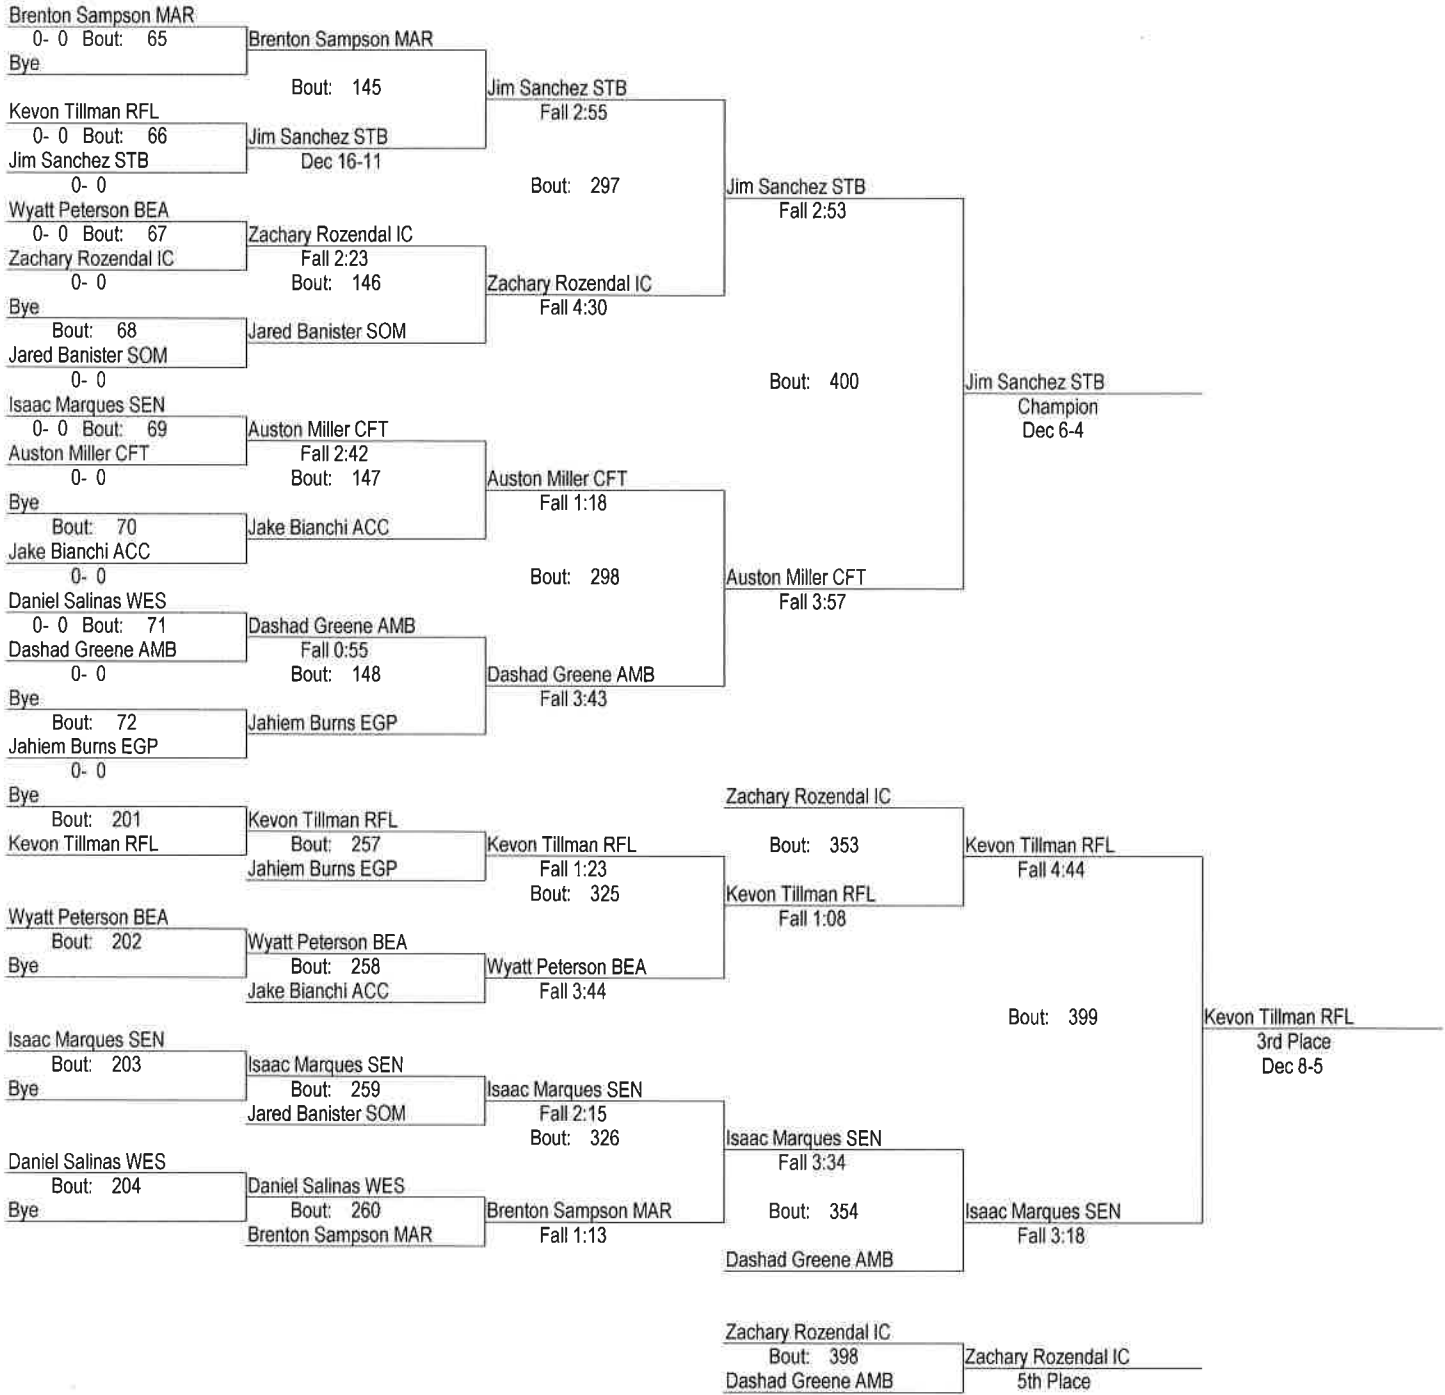 Brenton Sampson MAR
0- 0 Bout: 65
Bye
Brenton Sampson MAR
Bout: 145
Kevon Tillman RFL
0- 0 Bout: 66
Jim Sanchez STB
0- 0
Jim Sanchez STB
Dec 16-11
Jim Sanchez STB
Fall 2:55
Bout: 297
Wyatt Peterson BEA
0- 0 Bout: 67
Zachary Rozendal IC
0- 0
Zachary Rozendal IC
Fall 2:23
Bout: 146
Bye
Bout: 68
Jared Banister SOM
0- 0
Jared Banister SOM
Zachary Rozendal IC
Fall 4:30
Jim Sanchez STB
Fall 2:53
Bout: 400
Isaac Marques SEN
0- 0 Bout: 69
Auston Miller CFT
0- 0
Auston Miller CFT
Fall 2:42
Bout: 147
Bye
Bout: 70
Jake Bianchi ACC
0- 0
Jake Bianchi ACC
Auston Miller CFT
Fall 1:18
Bout: 298
Daniel Salinas WES
0- 0 Bout: 71
Dashad Greene AMB
0- 0
Dashad Greene AMB
Fall 0:55
Bout: 148
Bye
Bout: 72
Jahiem Burns EGP
0- 0
Jahiem Burns EGP
Dashad Greene AMB
Fall 3:43
Auston Miller CFT
Fall 3:57
Jim Sanchez STB
Champion
Dec 6-4
Bye
Bout: 201
Kevon Tillman RFL
Kevon Tillman RFL
Bout: 257
Jahiem Burns EGP
Kevon Tillman RFL
Fall 1:23
Bout: 325
Wyatt Peterson BEA
Bout: 202
Bye
Wyatt Peterson BEA
Bout: 258
Jake Bianchi ACC
Wyatt Peterson BEA
Fall 3:44
Zachary Rozendal IC
Bout: 353
Kevon Tillman RFL
Fall 1:08
Kevon Tillman RFL
Fall 4:44
Bout: 399
Isaac Marques SEN
Bout: 203
Bye
Isaac Marques SEN
Bout: 259
Jared Banister SOM
Isaac Marques SEN
Fall 2:15
Bout: 326
Daniel Salinas WES
Bout: 204
Bye
Daniel Salinas WES
Bout: 260
Brenton Sampson MAR
Brenton Sampson MAR
Fall 1:13
Isaac Marques SEN
Fall 3:34
Bout: 354
Dashad Greene AMB
Isaac Marques SEN
Fall 3:18
Kevon Tillman RFL
3rd Place
Dec 8-5
Zachary Rozendal IC
Bout: 398
Dashad Greene AMB
Zachary Rozendal IC
5th Place